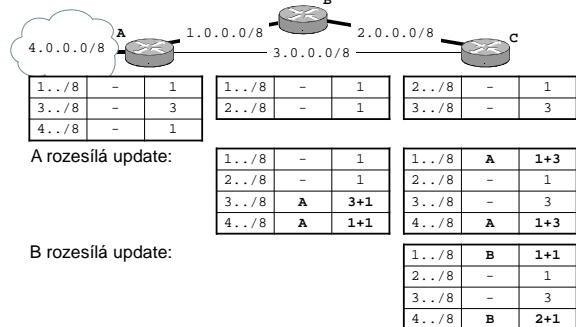 B
A
1.0.0.0/8
2.0.0.0/8
C
4.0.0.0/8
3.0.0.0/8
1../8 - 1
3../8 - 3
4../8 - 1
1../8 - 1
2../8 - 1
2../8 - 1
3../8 - 3
A rozesílá update:
1../8 - 1
2../8 - 1
3../8 A 3+1
4../8 A 1+1
1../8 A 1+3
2../8 - 1
3../8 - 3
4../8 A 1+3
B rozesílá update:
1../8 B 1+1
2../8 - 1
3../8 - 3
4../8 B 2+1